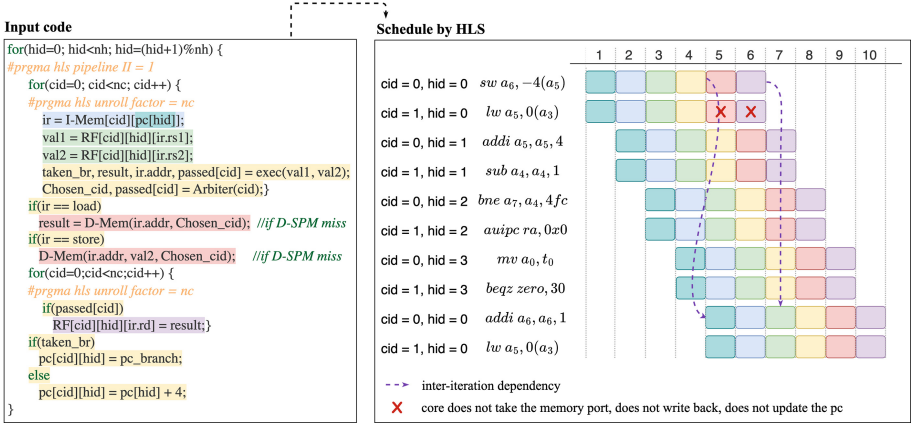 Input code
for(hid=0; hid<nh; hid=(hid+1)%nh) {
#prgma hls pipeline II = 1
for(cid=0; cid<nc; cid++) {
#prgma hls unroll factor = nc
ir = I-Mem[cid][pc[hid]];
val1 = RF[cid][hid][ir.rs1];
val2 = RF[cid][hid][ir.rs2];
taken_br, result, ir.addr, passed[cid] = exec(val1, val2);
Chosen_cid, passed[cid] = Arbiter(cid);}
if(ir == load)
result = D-Mem(ir.addr, Chosen_cid); //if D-SPM miss
if(ir == store)
D-Mem(ir.addr, val2, Chosen_cid); //if D-SPM miss
for(cid=0;cid<nc;cid++) {
#prgma hls unroll factor = nc
if(passed[cid])
RF[cid][hid][ir.rd] = result;}
if(taken_br)
pc[cid][hid] = pc_branch;
else
pc[cid][hid] = pc[hid] + 4;
}
Schedule by HLS
1 2 3 4 5 6 7 8 9 10
cid = 0, hid = 0 sw a6, −4(a5)
cid = 1, hid = 0 lw a5, 0(a3)
cid = 0, hid = 1 addi a5, a5, 4
cid = 1, hid = 1 sub a4, a4, 1
cid = 0, hid = 2 bne a7, a4, 4fc
cid = 1, hid = 2 auipc ra, 0x0
cid = 0, hid = 3 mv a0, t0
cid = 1, hid = 3 beqz zero, 30
cid = 0, hid = 0 addi a6, a6, 1
cid = 1, hid = 0 lw a5, 0(a3)
inter-iteration dependency
core does not take the memory port, does not write back, does not update the pc